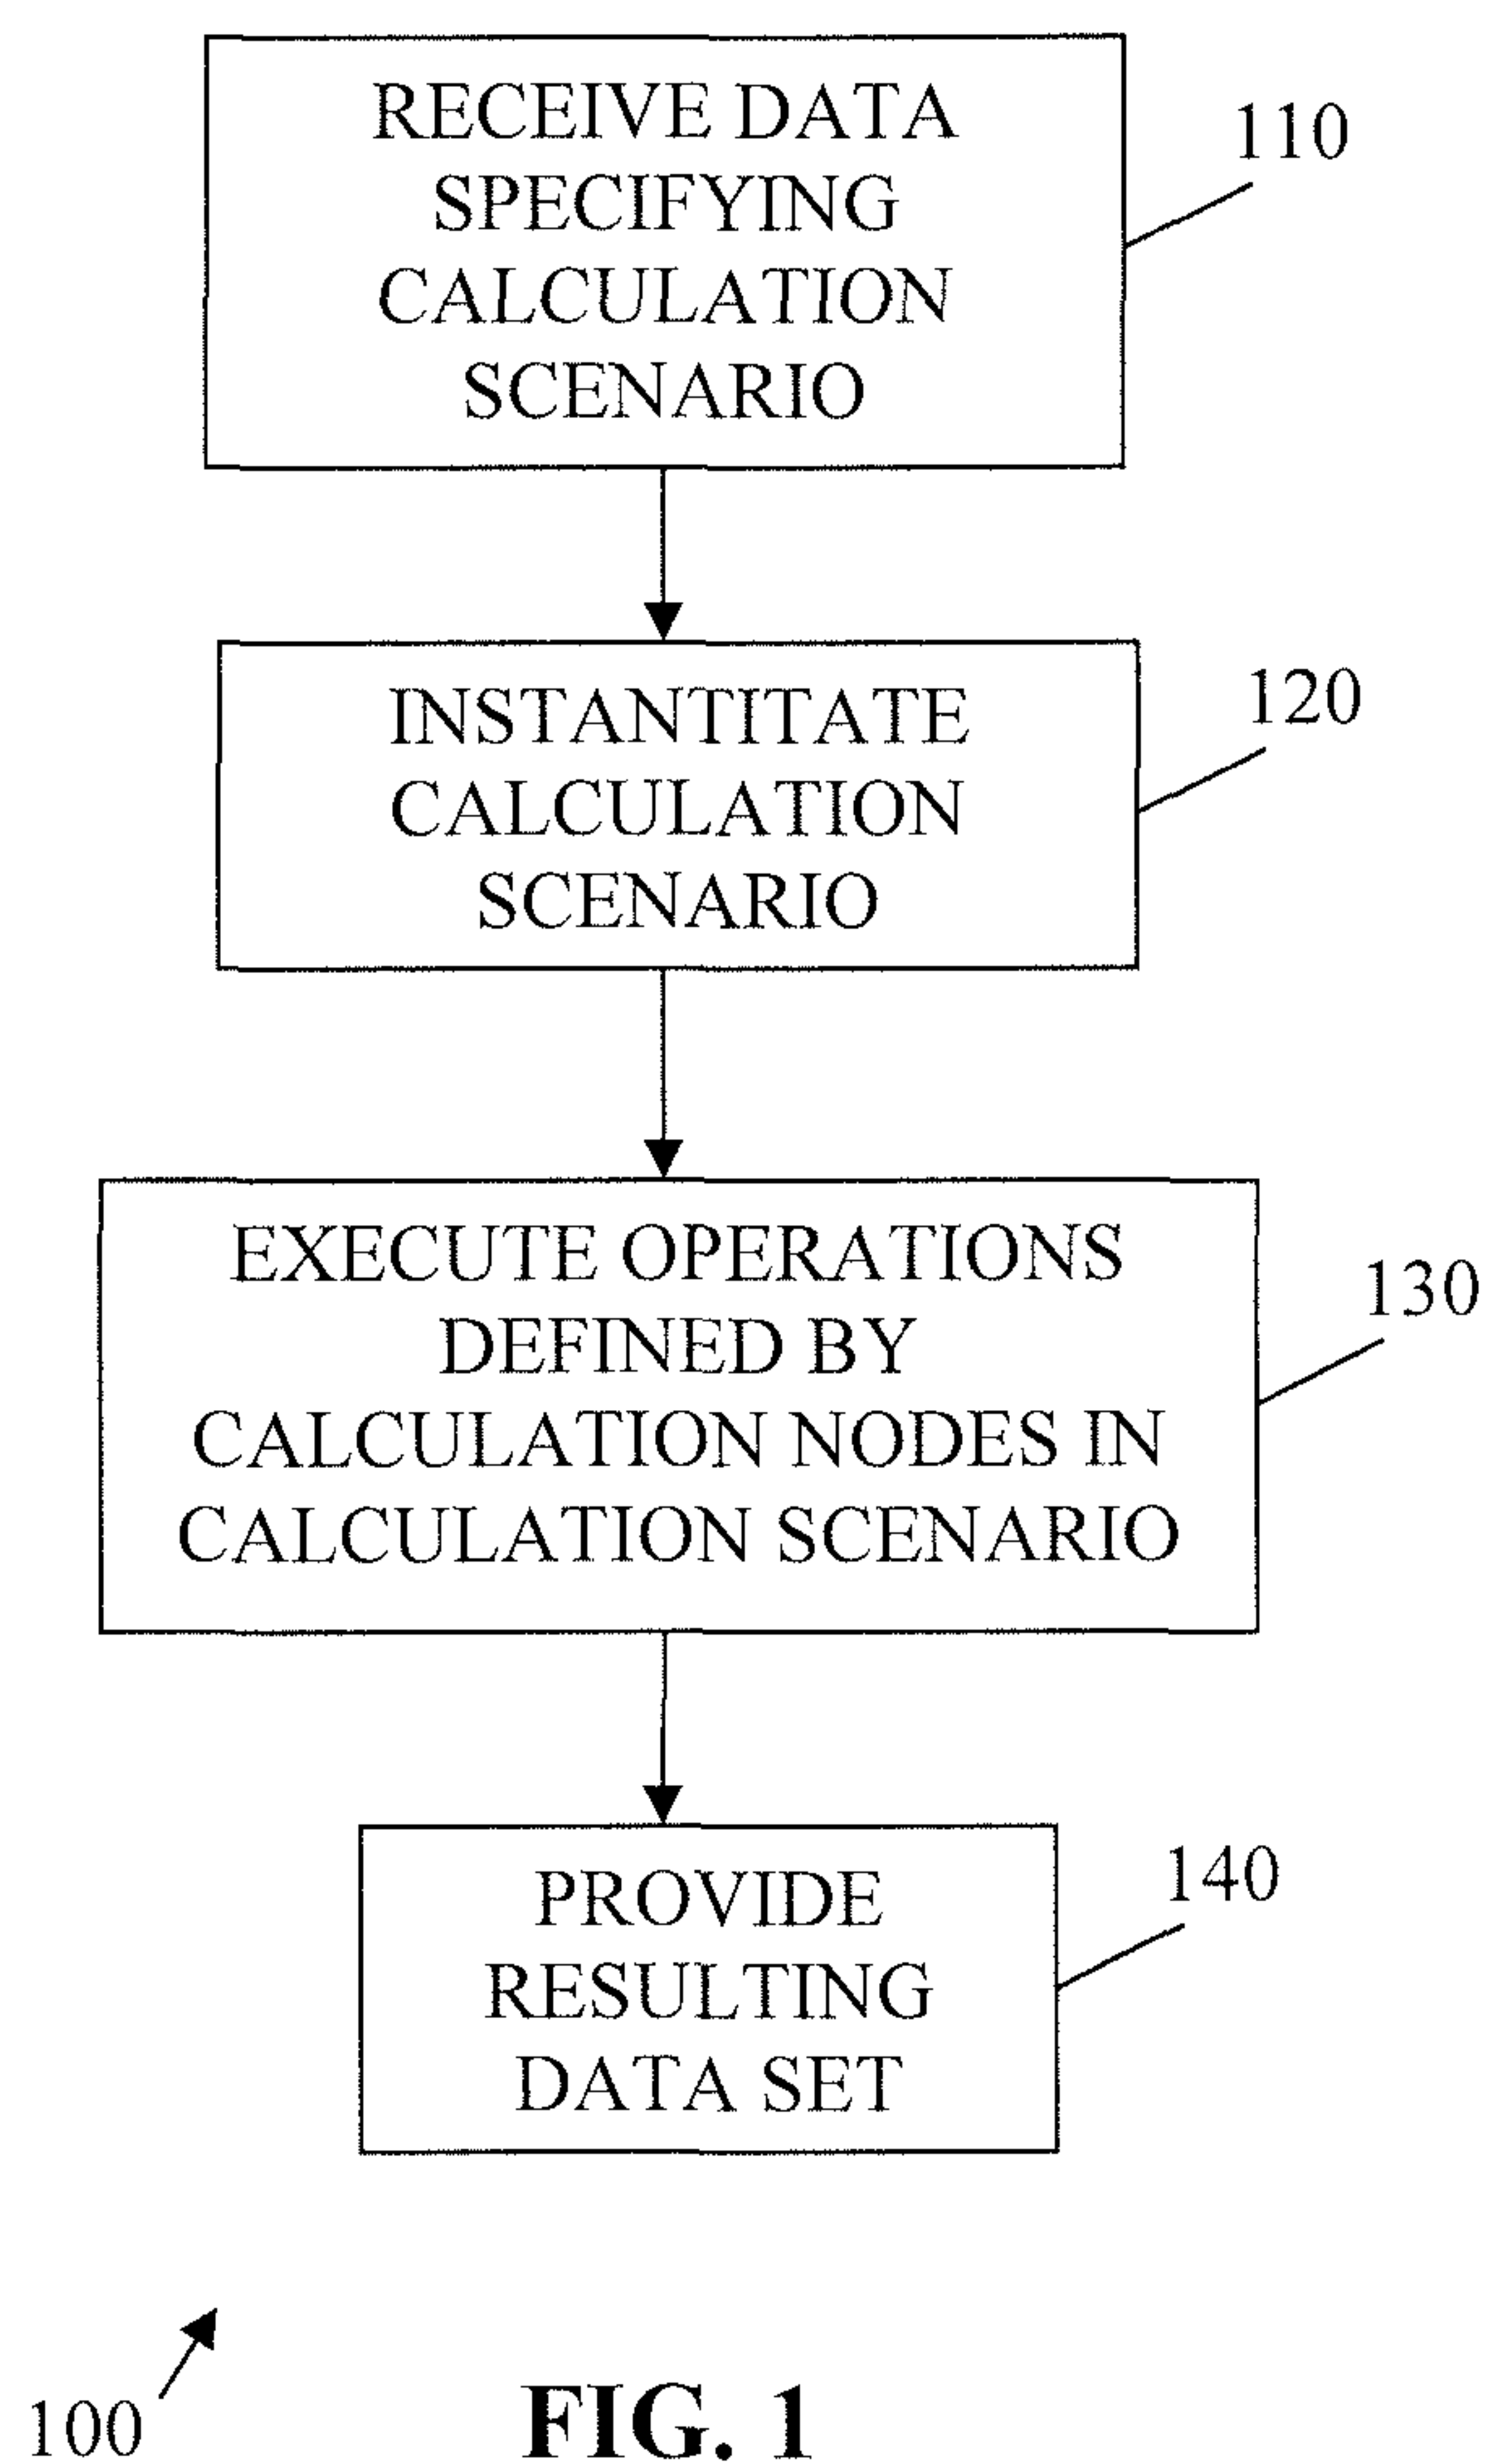 RECEIVE DATA
SPECIFYING
CALCULATION
SCENARIO
110
INSTANTITATE
CALCULATION
SCENARIO
120
EXECUTE OPERATIONS
DEFINED BY
CALCULATION NODES IN
CALCULATION SCENARIO
130
PROVIDE
RESULTING
DATA SET
140
100
FIG. 1